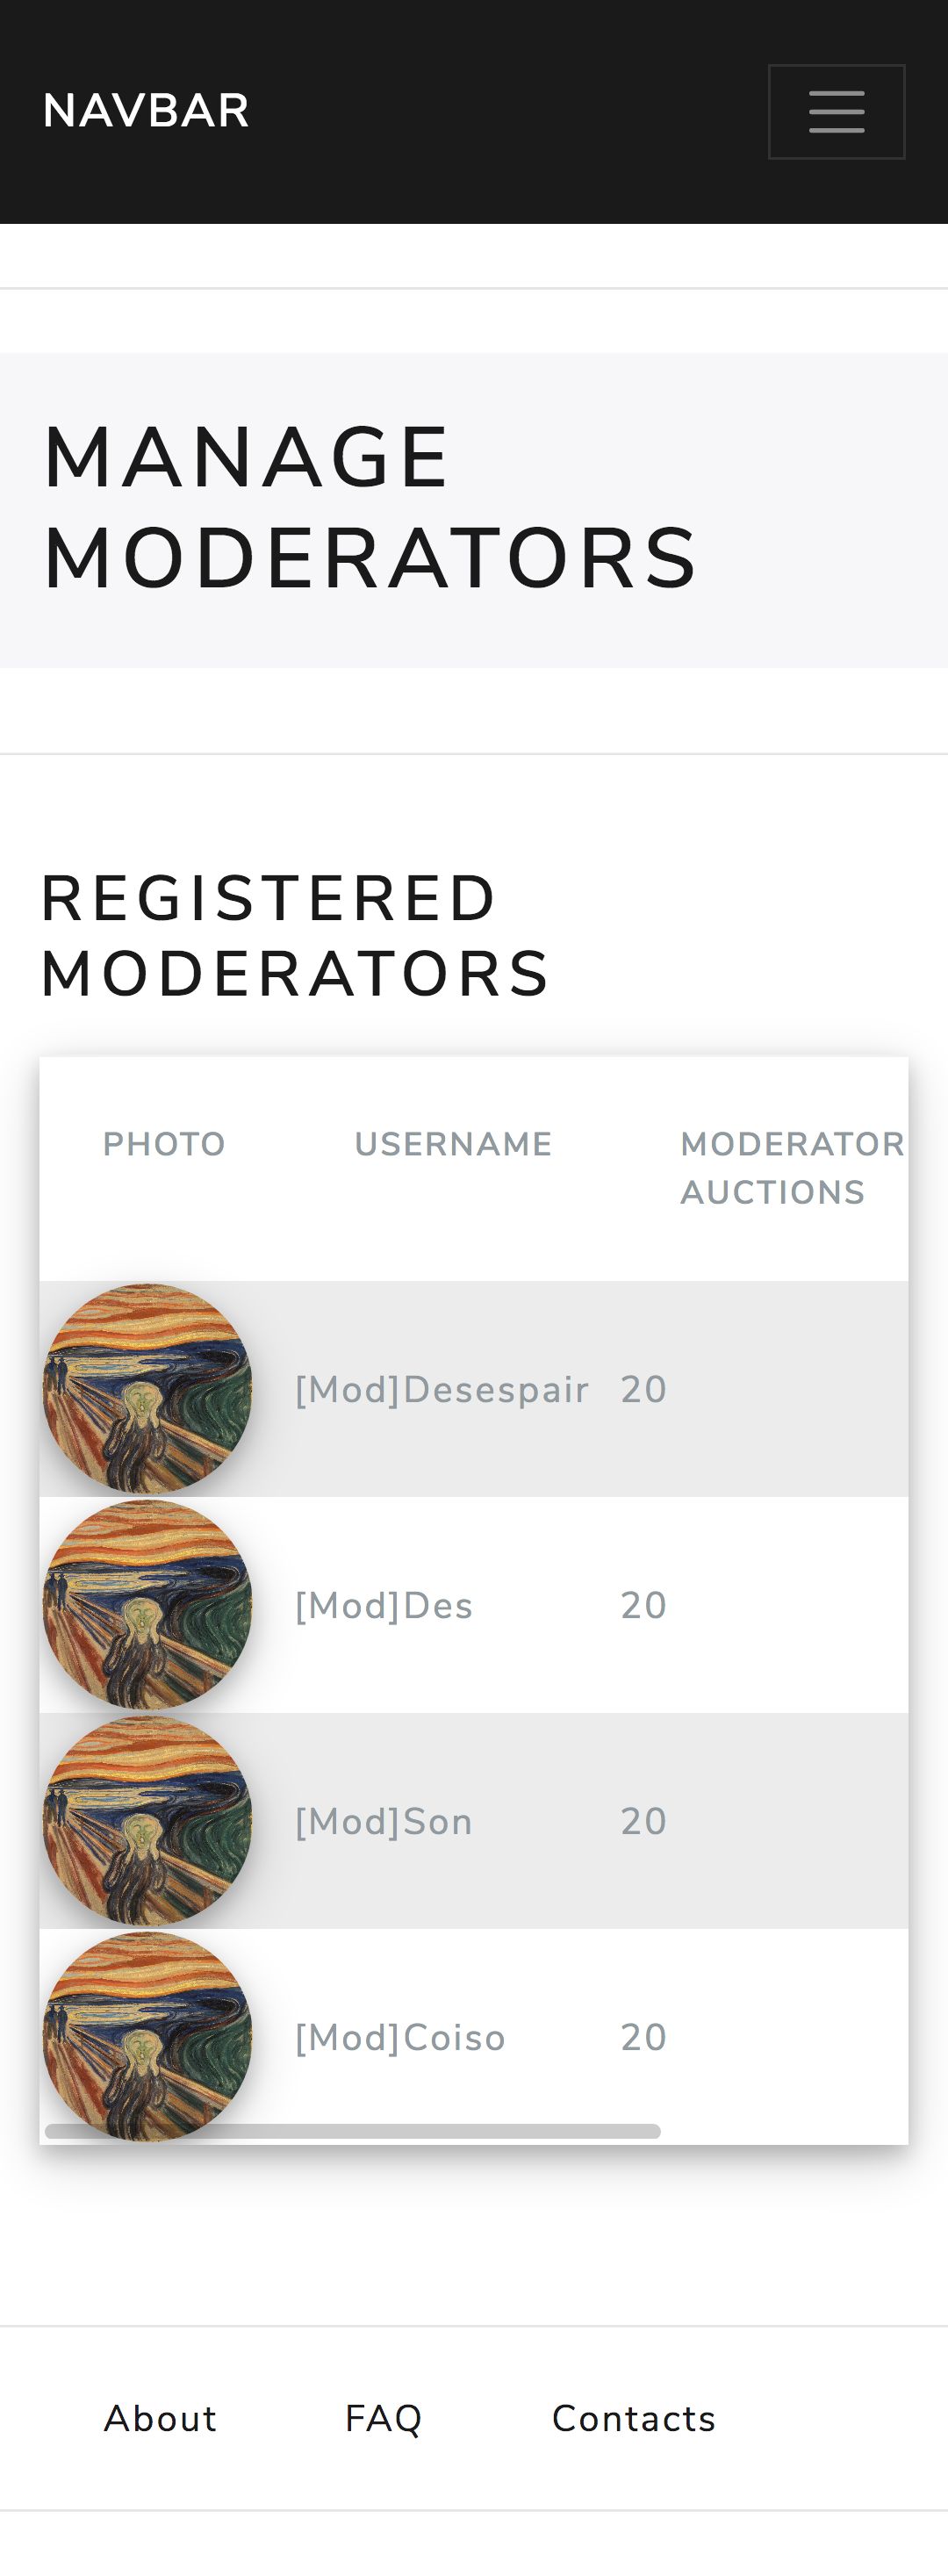 NAVBAR
MANAGE
MODERATORS
REGISTERED
MODERATORS
PHOTO USERNAME MODERATOR
AUCTIONS
[Mod]Desespair 20
[Mod]Des 20
[Mod]Son 20
[Mod]Coiso 20
About FAQ Contacts